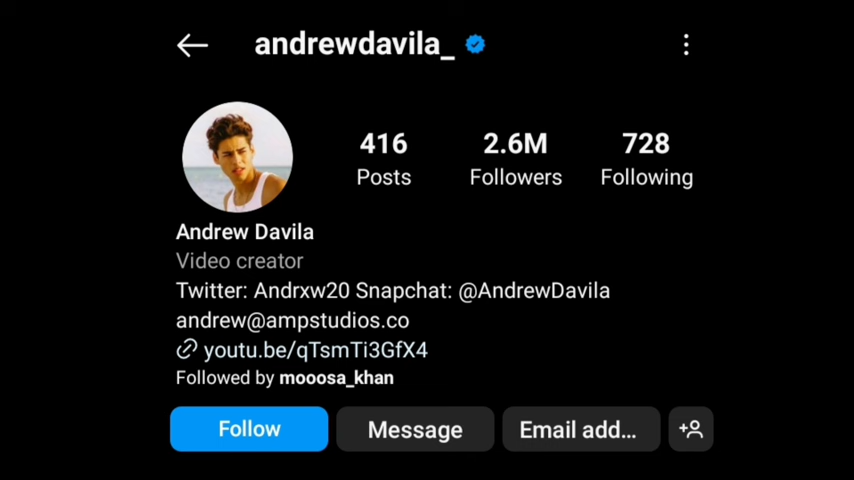 andrewdavila_
416 2.6M 728
Posts Followers Following
Andrew Davila
Video creator
Twitter: Andrxw20 Snapchat: @AndrewDavila
andrew@ampstudios.co
youtu.be/qTsmTi3GfX4
Followed by mooosa_khan
Follow Message Email add...